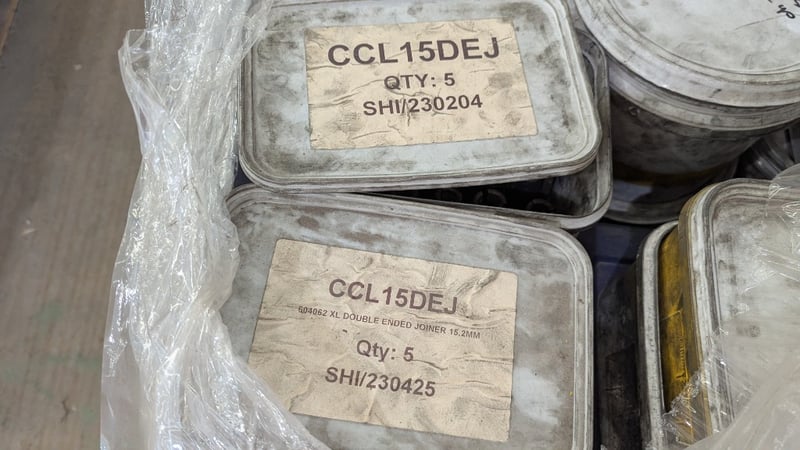 CCL15DEJ
QTY: 5
SHI/230204
CCL15DEJ
604062 XL DOUBLE ENDED JOINER 15.2MM
Qty: 5
SHI/230425